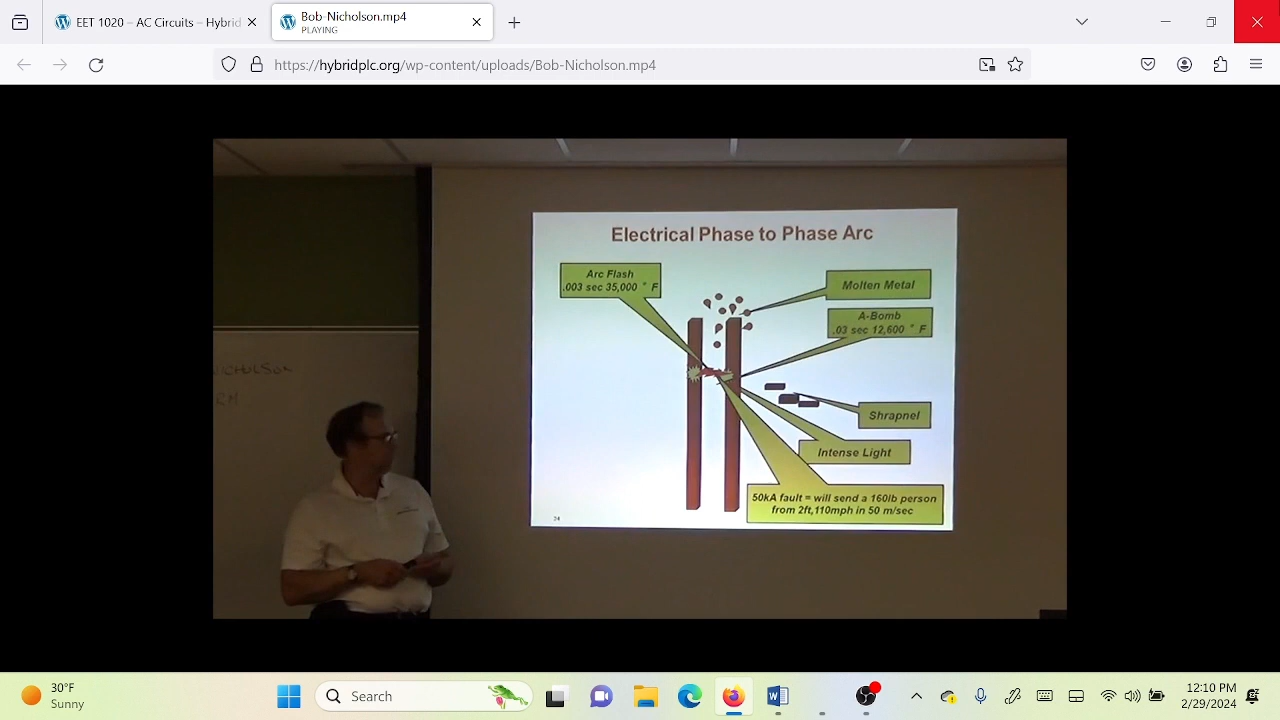 EET 1020 – AC Circuits – Hybrid
Bob-Nicholson.mp4
PLAYING
https://hybridplc.org/wp-content/uploads/Bob-Nicholson.mp4
Electrical Phase to Phase Arc
Arc Flash
.003 sec 35,000 ° F
Molten Metal
A-Bomb
.03 sec 12,600 ° F
Shrapnel
Intense Light
50kA fault = will send a 160lb person
from 2ft,110mph in 50 m/sec
34
NICHOLSON
RM
30°F
Sunny
Search
12:10 PM
2/29/2024